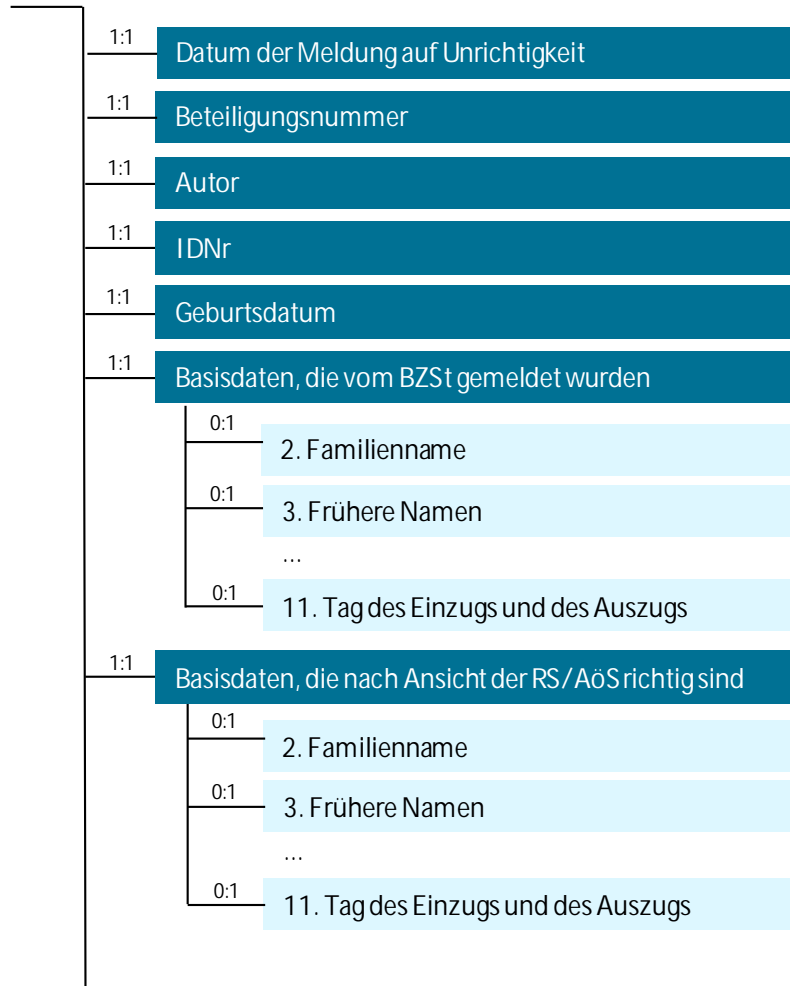 1:1
Datum der Meldung auf Unrichtigkeit
1:1
Beteiligungsnummer
1:1
Autor
1:1
IDNr
1:1
Geburtsdatum
1:1
Basisdaten, die vom BZSt gemeldet wurden
0:1
2. Familienname
0:1
3. Frühere Namen
...
0:1
11. Tag des Einzugs und des Auszugs
1:1
Basisdaten, die nach Ansicht der RS/AöS richtig sind
0:1
2. Familienname
0:1
3. Frühere Namen
...
0:1
11. Tag des Einzugs und des Auszugs